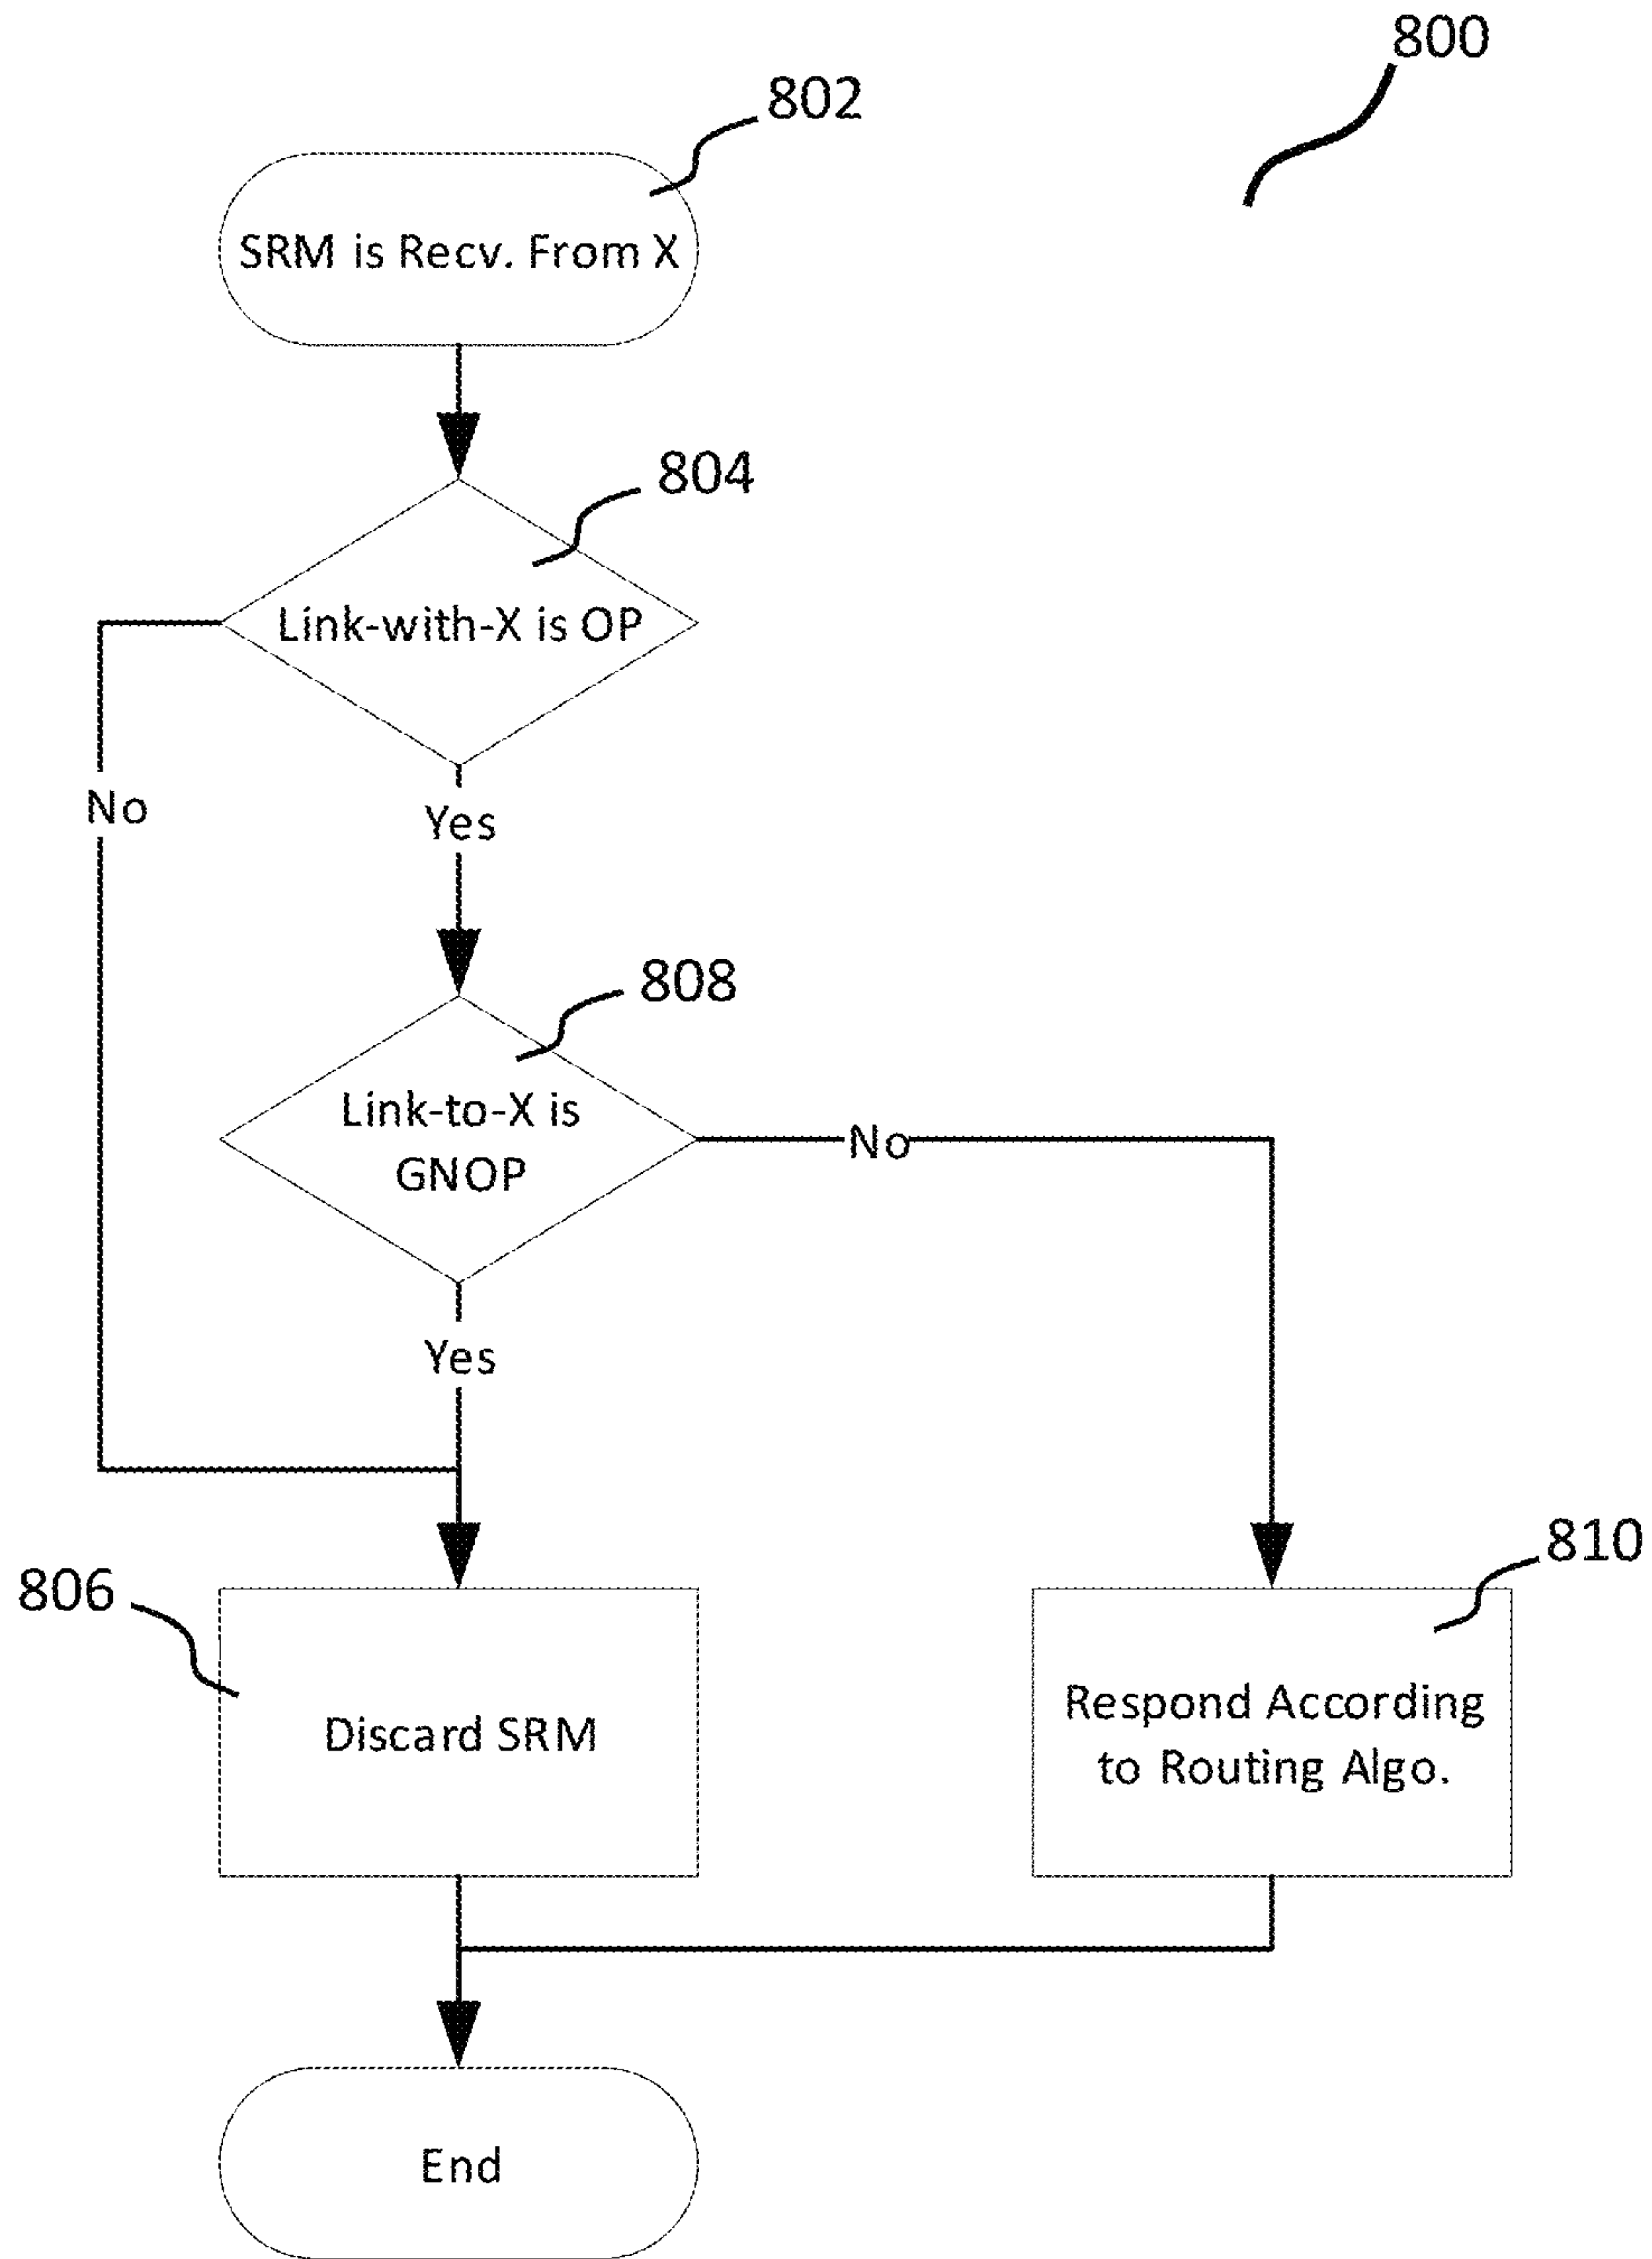 800
802
SRM is Recv. From X
804
Link-with-X is OP
No
Yes
808
Link-to-X is
GNOP
No
Yes
806
Discard SRM
810
Respond According
to Routing Algo.
End